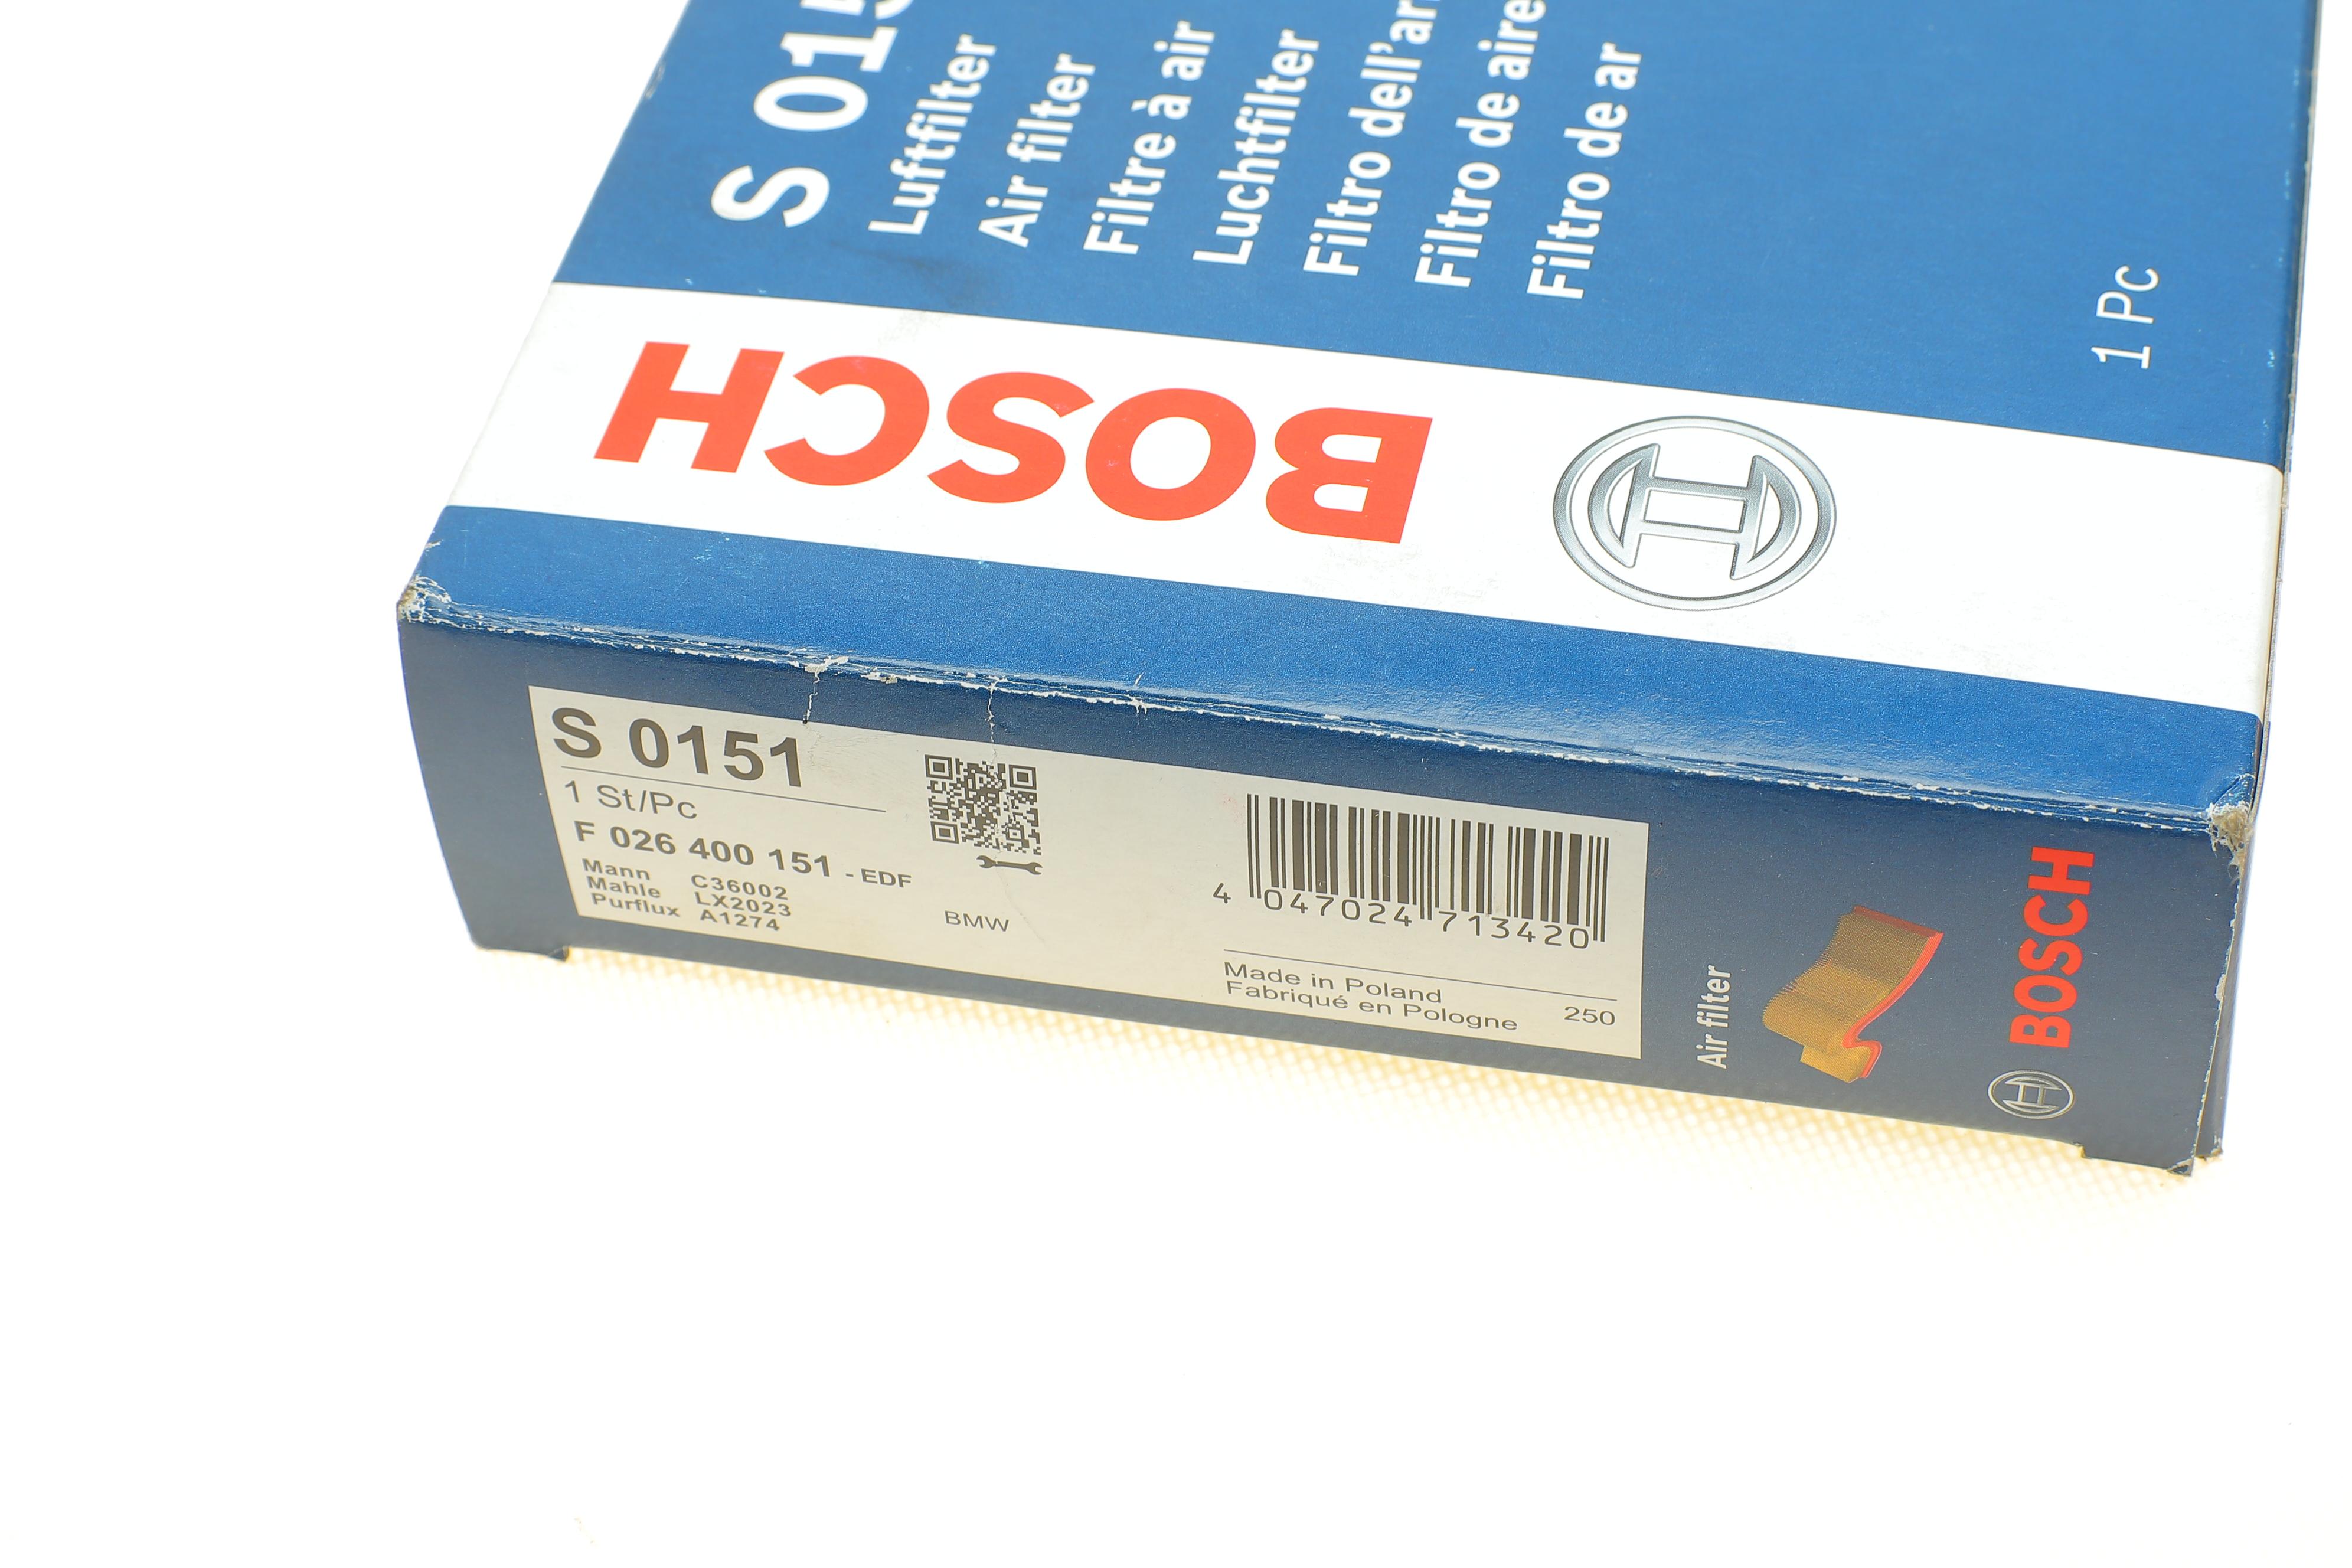 S 015
Luftfilter
Air filter
Filtre à air
Luchtfilter
Filtro dell'ar
Filtro de aire
Filtro de ar
1 Pc
BOSCH
S 0151
1 St/Pc
F 026 400 151 - EDF
Mann C36002
Mahle LX2023
Purflux A1274
BMW
4 047024 713420
Made in Poland
Fabriqué en Pologne
250
Air filter
BOSCH